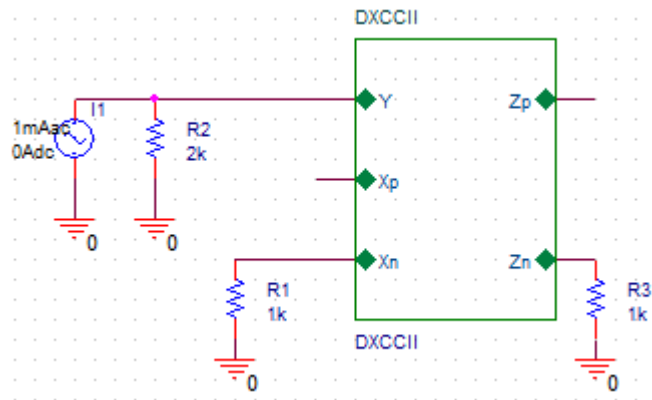 DXCCII
I1
1mAac
0Adc
R2
2k
Y
Zp
Xp
Xn
Zn
R1
1k
R3
1k
0
0
0
0
DXCCII